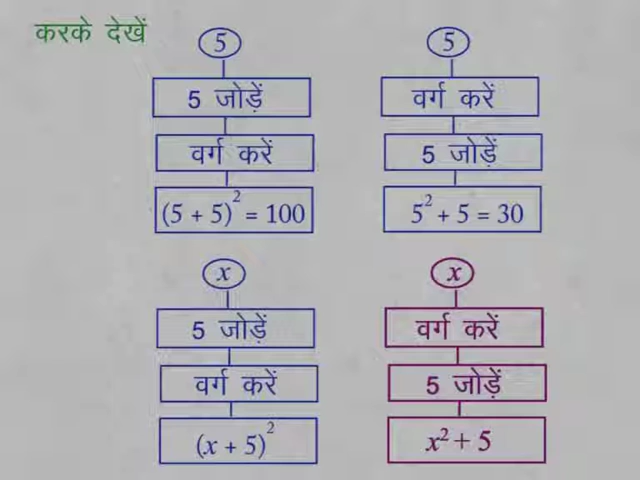 करके देखें
5
5 जोड़ें
वर्ग करें
(5 + 5)² = 100
5
वर्ग करें
5 जोड़ें
5² + 5 = 30
x
5 जोड़ें
वर्ग करें
(x + 5)²
x
वर्ग करें
5 जोड़ें
x² + 5